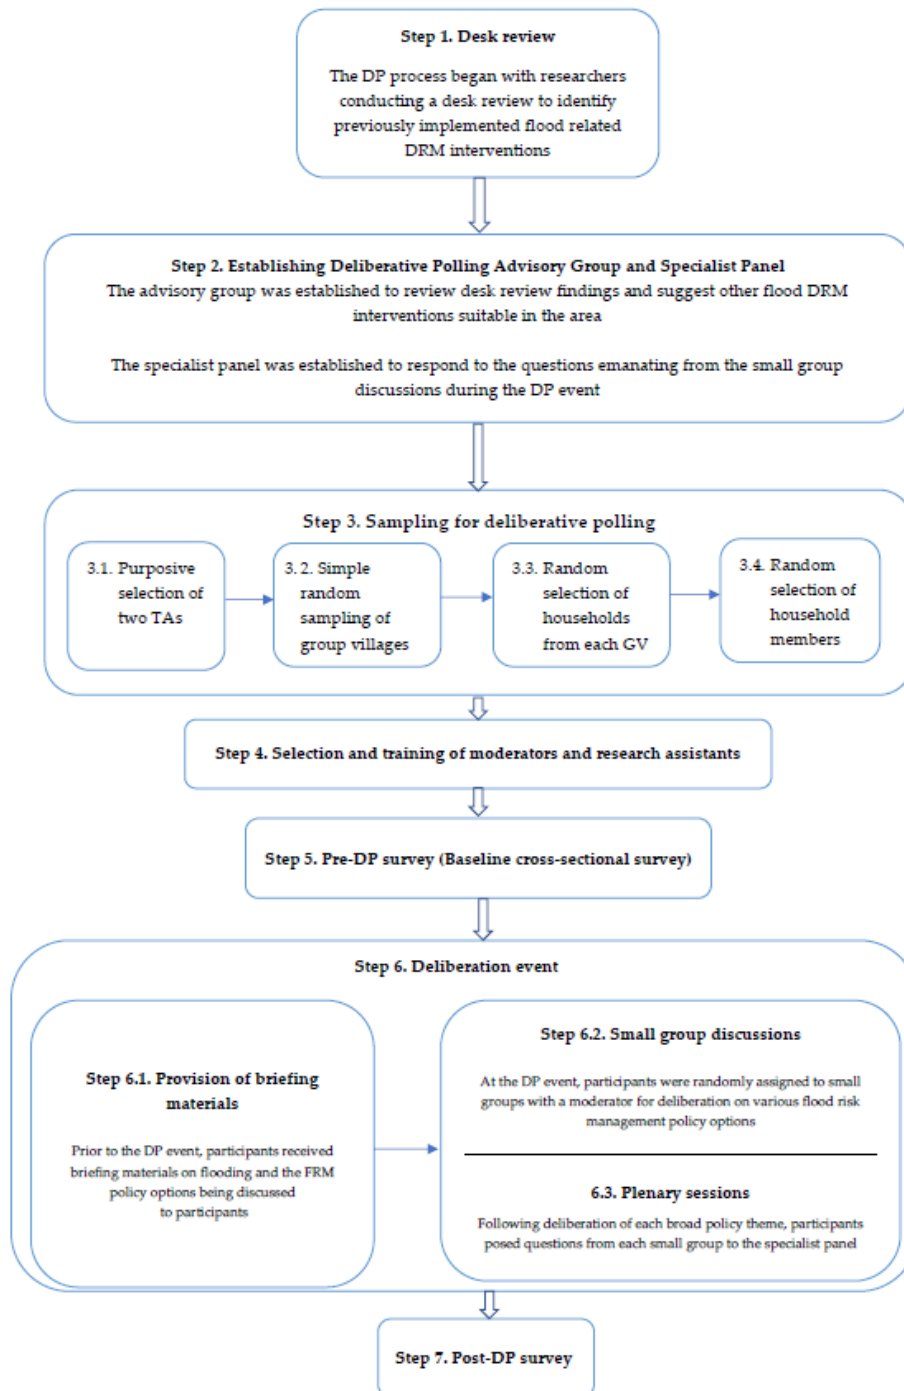 Step 1. Desk review
The DP process began with researchers
conducting a desk review to identify
previously implemented flood related
DRM interventions
Step 2. Establishing Deliberative Polling Advisory Group and Specialist Panel
The advisory group was established to review desk review findings and suggest other flood DRM
interventions suitable in the area
The specialist panel was established to respond to the questions emanating from the small group
discussions during the DP event
Step 3. Sampling for deliberative polling
3.1. Purposive
selection of
two TAs
3.2. Simple
random
sampling of
group villages
3.3. Random
selection of
households
from each GV
3.4. Random
selection of
household
members
Step 4. Selection and training of moderators and research assistants
Step 5. Pre-DP survey (Baseline cross-sectional survey)
Step 6. Deliberation event
Step 6.1. Provision of briefing
materials
Prior to the DP event, participants received
briefing materials on flooding and the FRM
policy options being discussed
to participants
Step 6.2. Small group discussions
At the DP event, participants were randomly assigned to small
groups with a moderator for deliberation on various flood risk
management policy options
6.3. Plenary sessions
Following deliberation of each broad policy theme, participants
posed questions from each small group to the specialist panel
Step 7. Post-DP survey